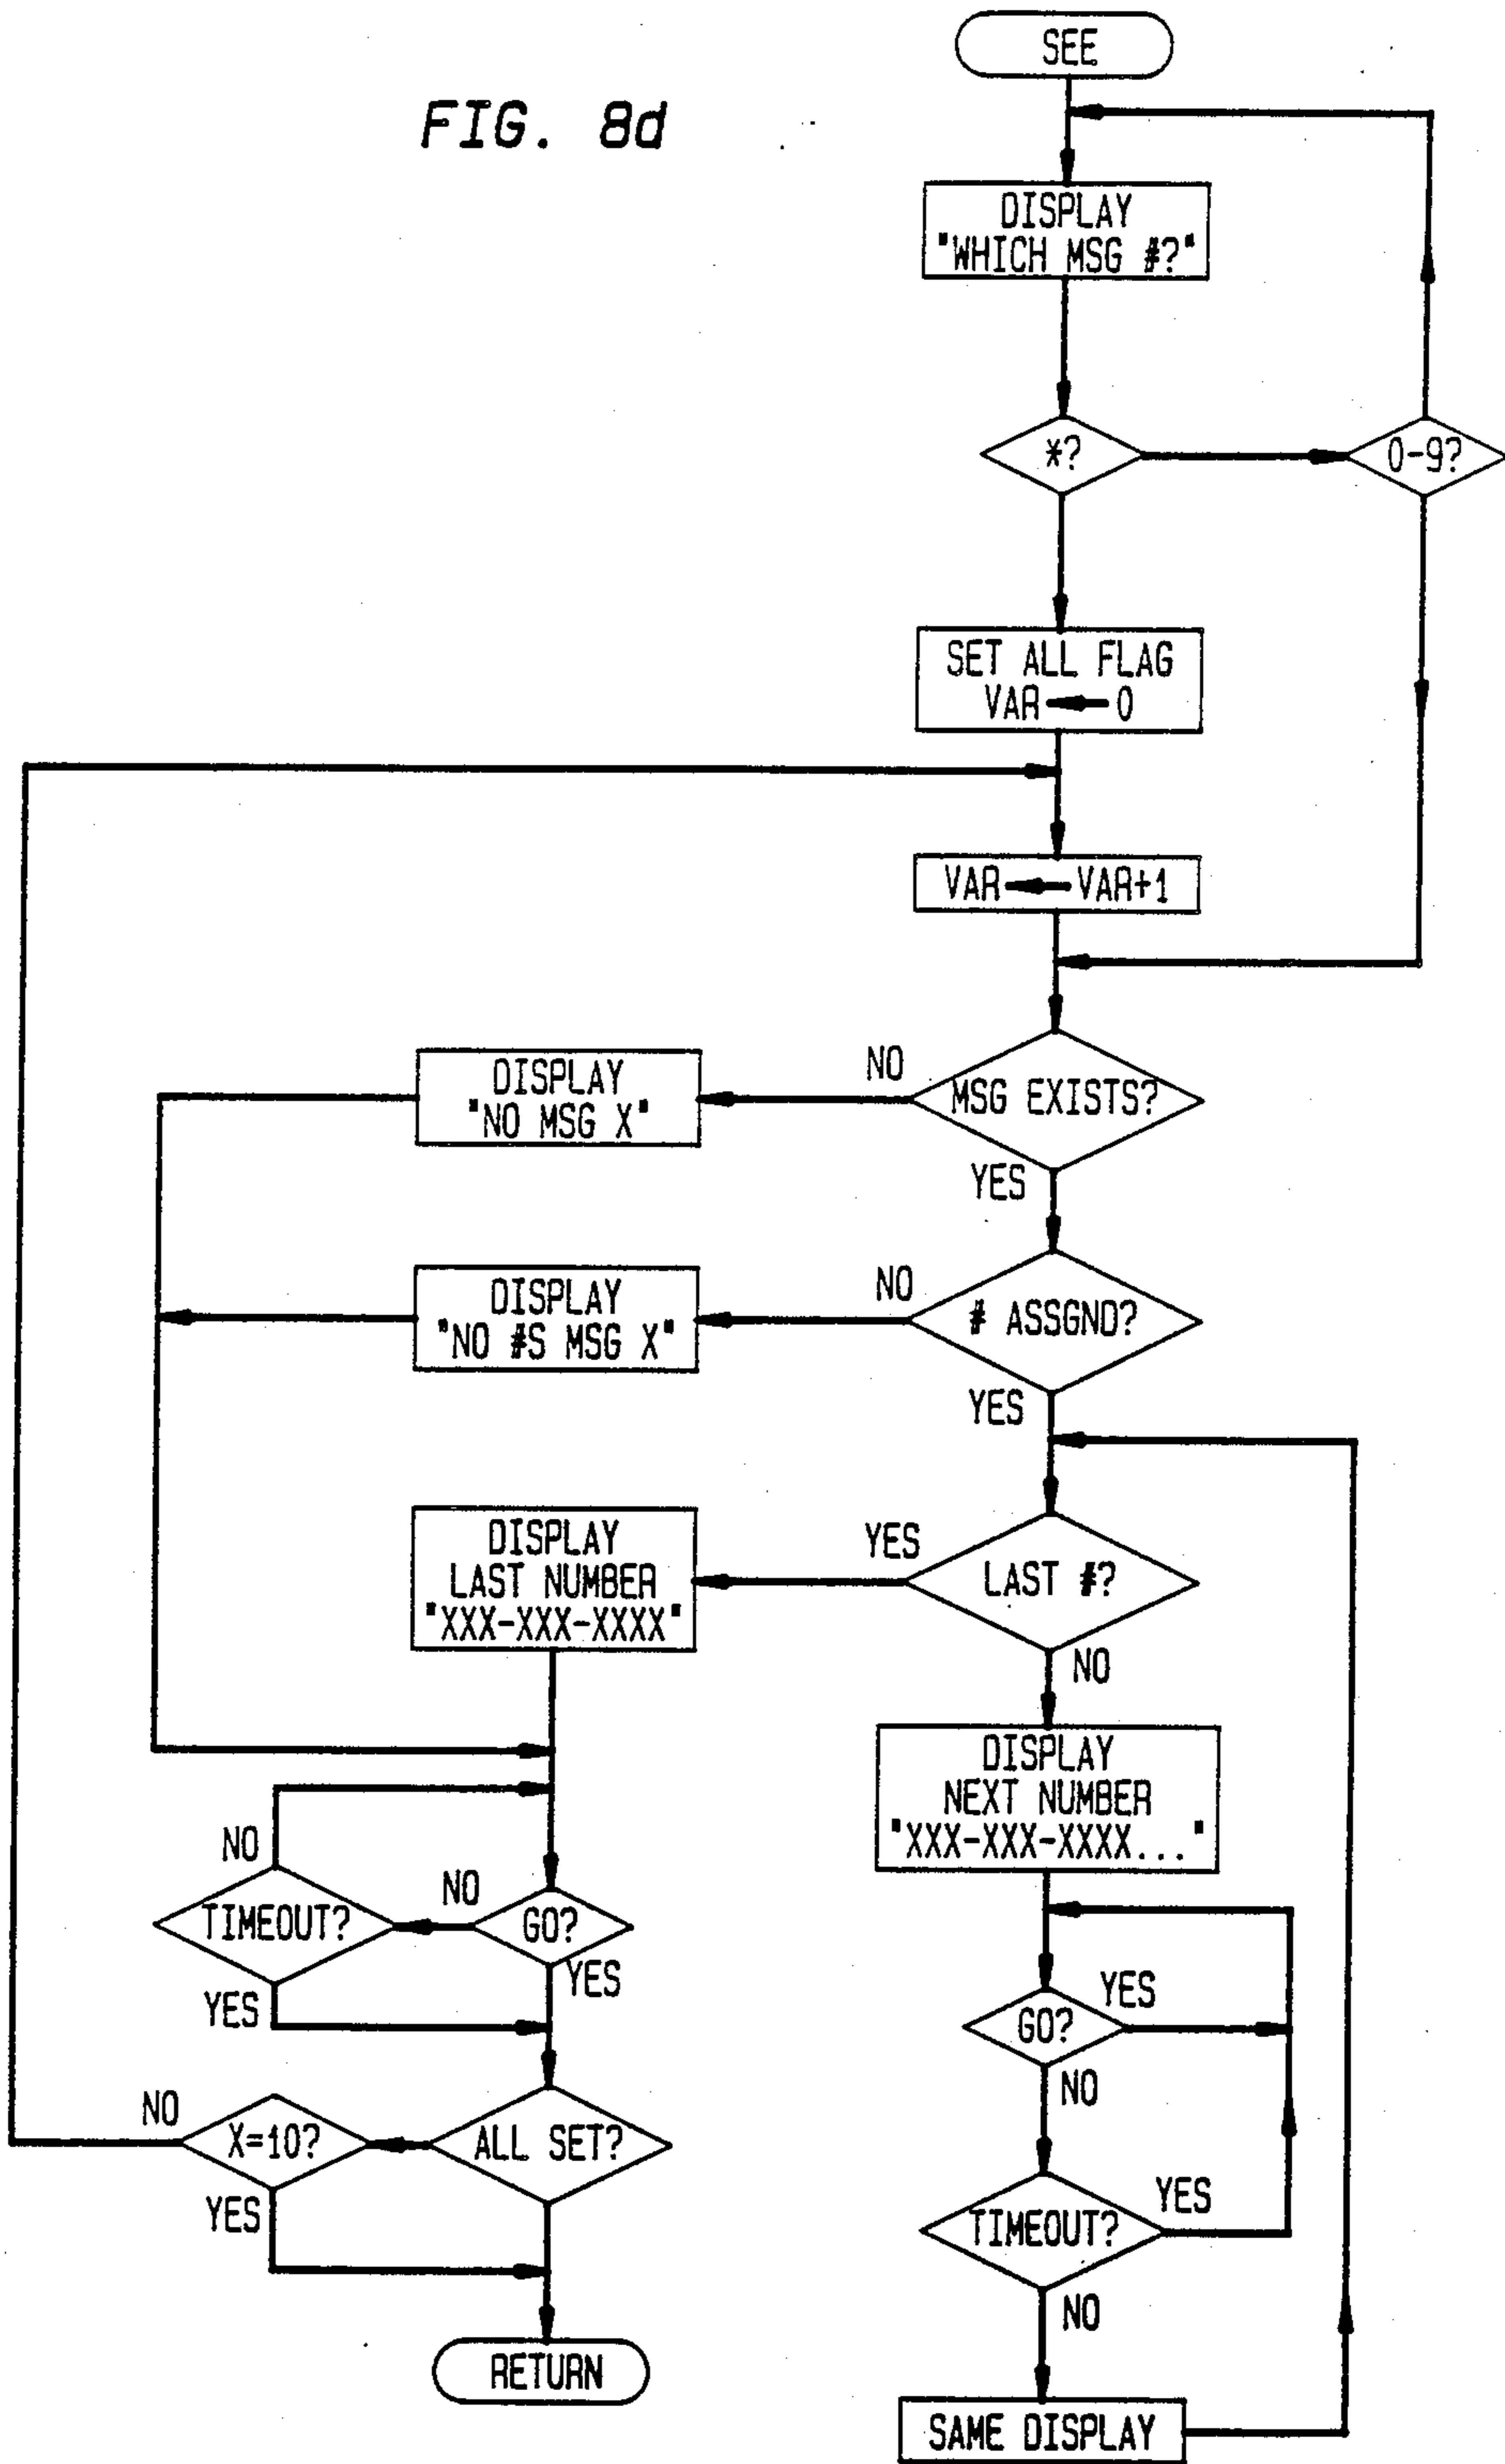 SEE
FIG. 8d
DISPLAY
"WHICH MSG #?"
*?
0-9?
SET ALL FLAG
VAR ← 0
VAR ← VAR+1
MSG EXISTS?
NO
YES
DISPLAY
"NO MSG X"
# ASSGND?
NO
YES
DISPLAY
"NO #S MSG X"
LAST #?
YES
NO
DISPLAY
LAST NUMBER
"XXX-XXX-XXXX"
DISPLAY
NEXT NUMBER
"XXX-XXX-XXXX..."
GO?
NO
YES
TIMEOUT?
NO
YES
ALL SET?
X=10?
NO
YES
RETURN
GO?
YES
NO
TIMEOUT?
YES
NO
SAME DISPLAY